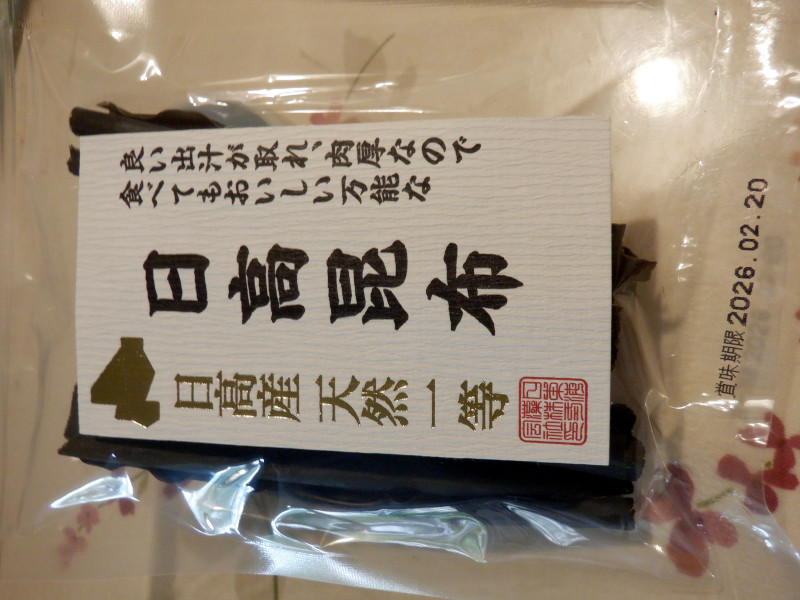 良い出汁が取れ、肉厚なので
食べてもおいしい万能な
日高昆布
日高産天然一等
賞味期限 2026.02.20